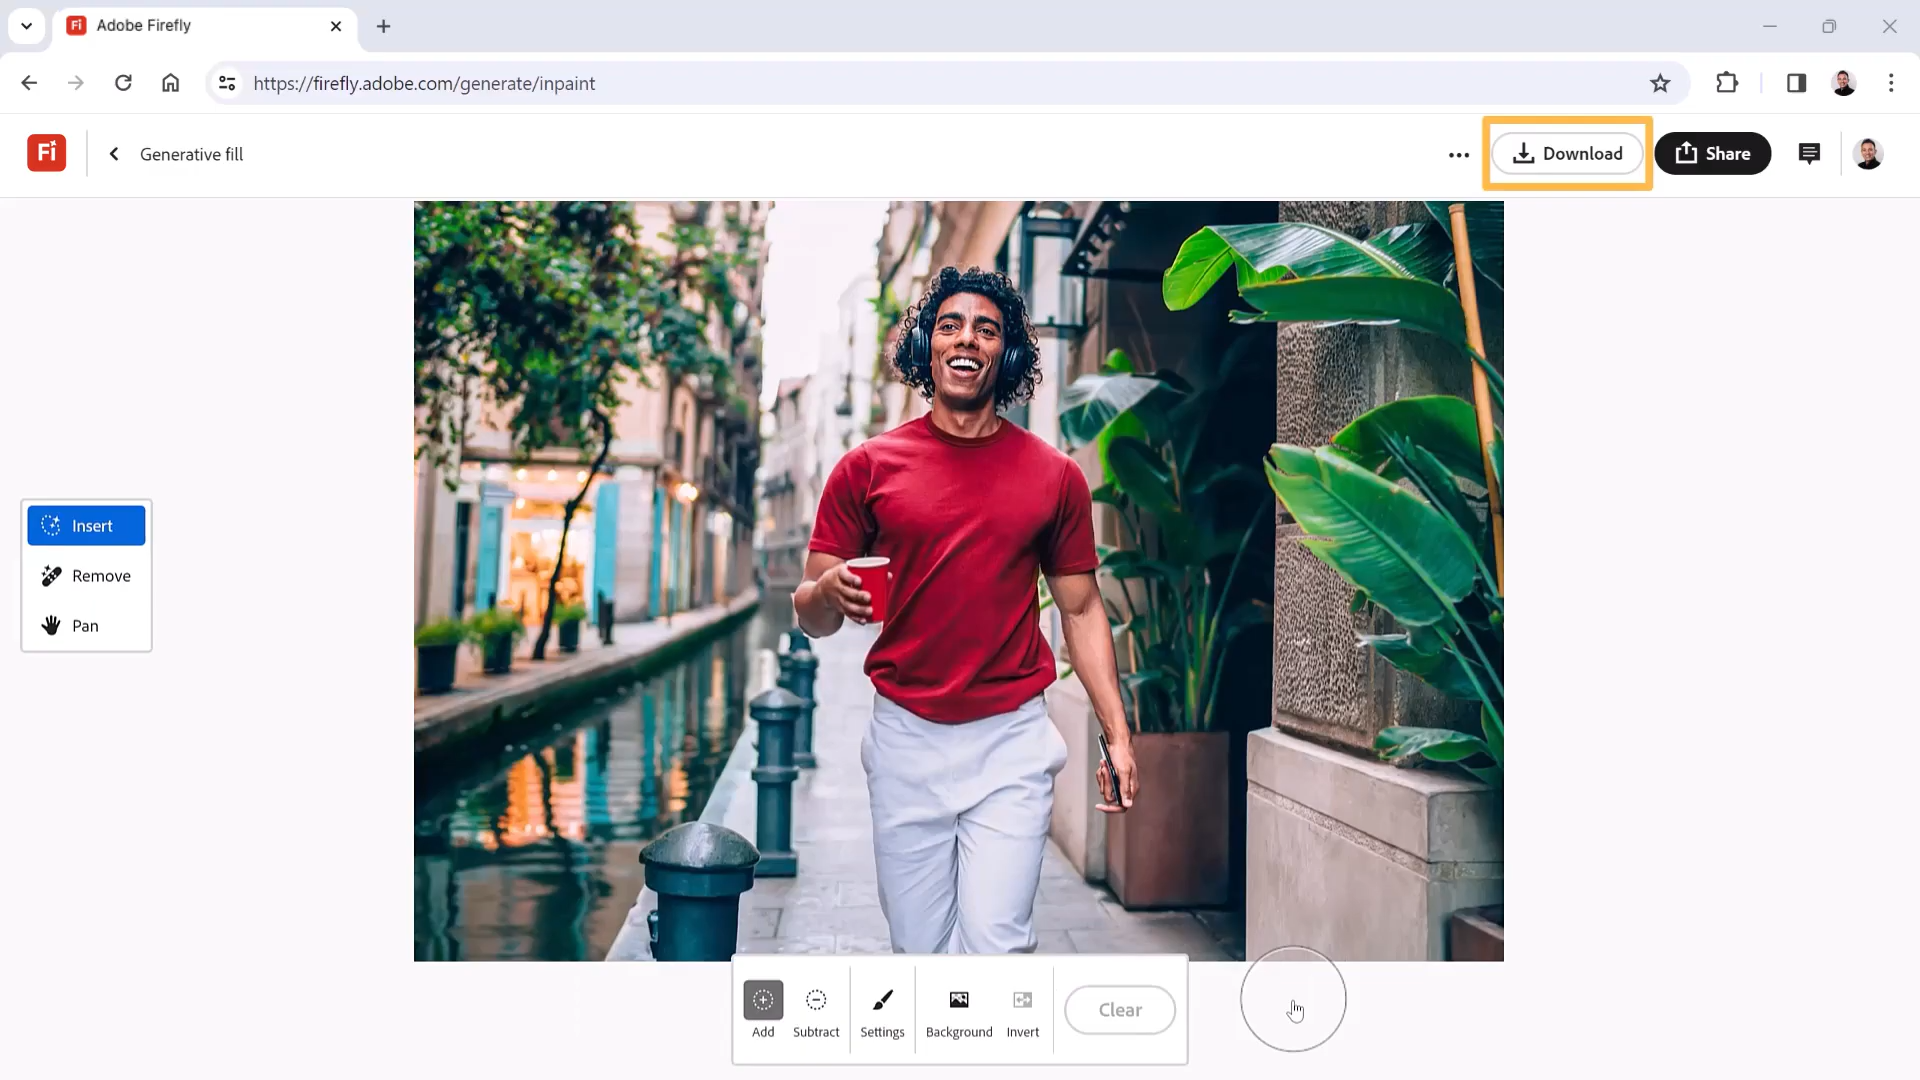 Fi Adobe Firefly
https://firefly.adobe.com/generate/inpaint
Fi Generative fill ... Download Share
Insert
Remove
Pan
Add Subtract Settings Background Invert Clear